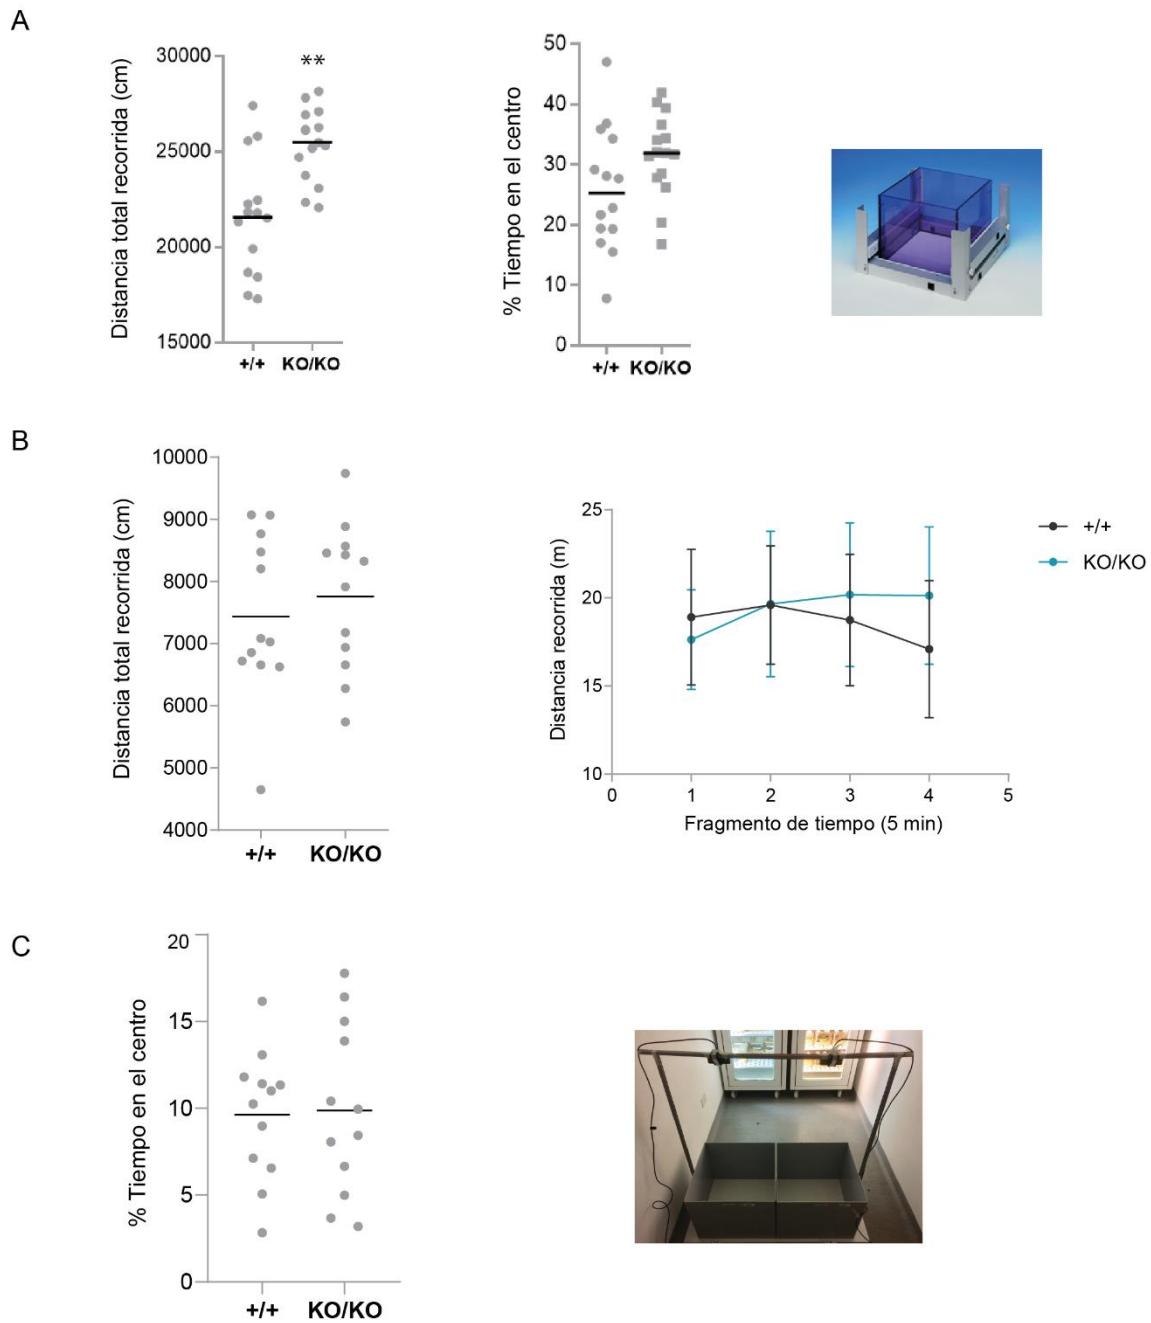 A
Distancia total recorrida (cm)
30000
25000
20000
15000
**
+/+ KO/KO
% Tiempo en el centro
50
40
30
20
10
0
+/+ KO/KO
B
Distancia total recorrida (cm)
10000
9000
8000
7000
6000
5000
4000
+/+ KO/KO
Distancia recorrida (m)
25
20
15
10
0 1 2 3 4 5
Fragmento de tiempo (5 min)
+/+
KO/KO
C
% Tiempo en el centro
20
15
10
5
0
+/+ KO/KO